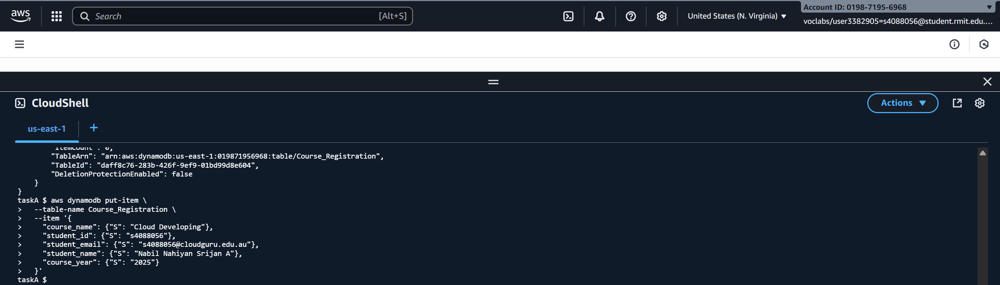 aws
Search [Alt+S]
United States (N. Virginia)
Account ID: 0198-7195-6968
voclabs/user3382905=s4088056@student.rmit.edu....
CloudShell
Actions
us-east-1
+
"ItemCount": 0,
"TableArn": "arn:aws:dynamodb:us-east-1:019871956968:table/Course_Registration",
"TableId": "daff8c76-283b-426f-9ef9-01bd99d8e604",
"DeletionProtectionEnabled": false
}
}
taskA $ aws dynamodb put-item \
>   --table-name Course_Registration \
>   --item '{
>     "course_name": {"S": "Cloud Developing"},
>     "student_id": {"S": "s4088056"},
>     "student_email": {"S": "s4088056@cloudguru.edu.au"},
>     "student_name": {"S": "Nabil Nahiyan Srijan A"},
>     "course_year": {"S": "2025"}
>   }'
taskA $